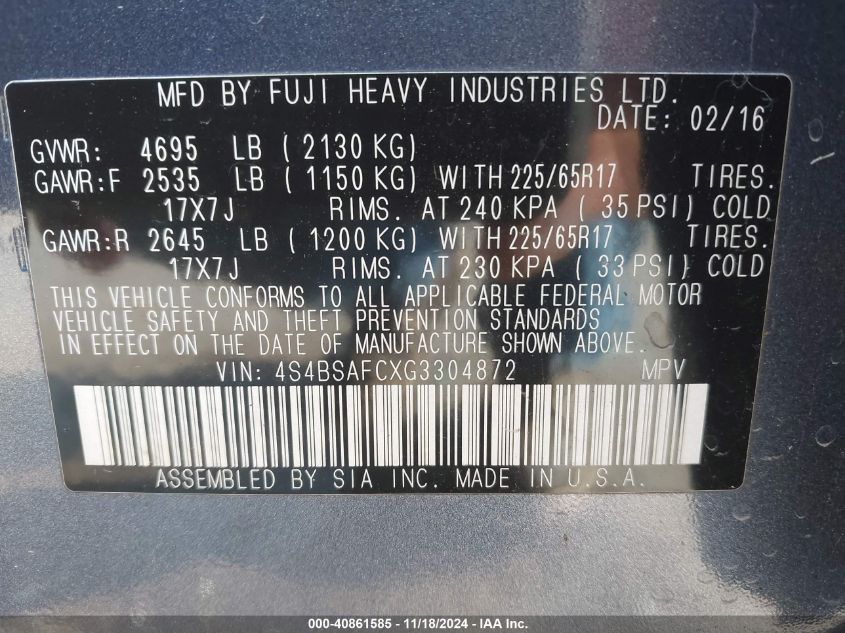 MFD BY FUJI HEAVY INDUSTRIES LTD.
DATE: 02/16
GVWR: 4695 LB ( 2130 KG)
GAWR:F 2535 LB ( 1150 KG) WITH 225/65R17 TIRES.
17X7J RIMS. AT 240 KPA ( 35 PSI) COLD
GAWR:R 2645 LB ( 1200 KG) WITH 225/65R17 TIRES.
17X7J RIMS. AT 230 KPA ( 33 PSI) COLD
THIS VEHICLE CONFORMS TO ALL APPLICABLE FEDERAL MOTOR
VEHICLE SAFETY AND THEFT PREVENTION STANDARDS
IN EFFECT ON THE DATE OF MANUFACTURE SHOWN ABOVE.
VIN: 4S4BSAFCXG3304872 MPV
ASSEMBLED BY SIA INC. MADE IN U.S.A.
000-40861585 - 11/18/2024 - IAA Inc.